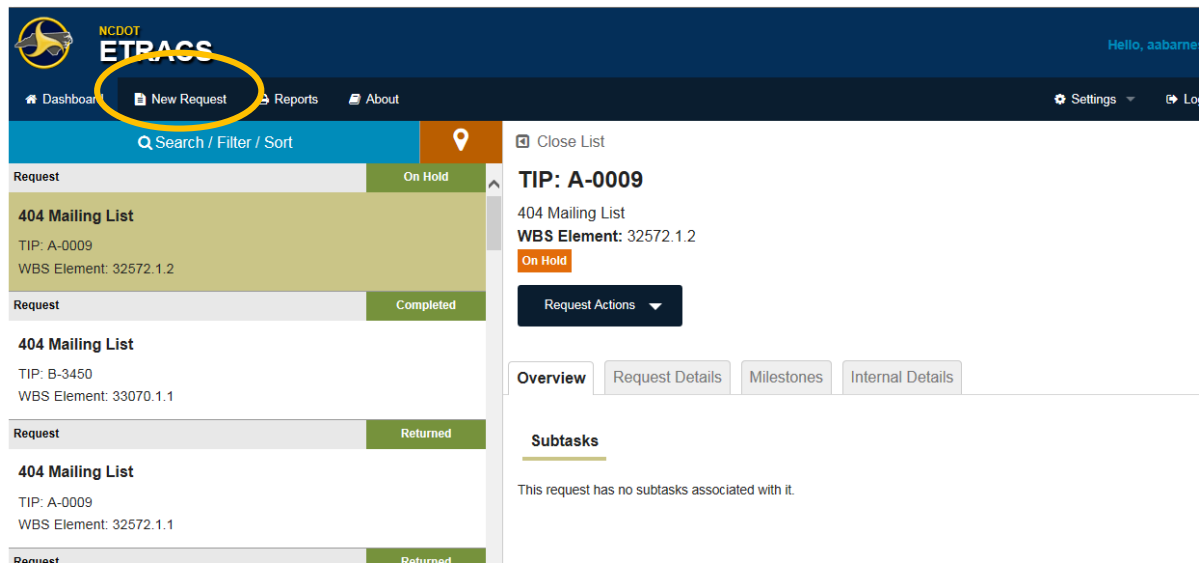 NCDOT
ETRACS
Hello, aabarne
Dashboard New Request Reports About Settings Log
Search / Filter / Sort
Request On Hold
404 Mailing List
TIP: A-0009
WBS Element: 32572.1.2
Request Completed
404 Mailing List
TIP: B-3450
WBS Element: 33070.1.1
Request Returned
404 Mailing List
TIP: A-0009
WBS Element: 32572.1.1
Request Returned
Close List
TIP: A-0009
404 Mailing List
WBS Element: 32572.1.2
On Hold
Request Actions
Overview Request Details Milestones Internal Details
Subtasks
This request has no subtasks associated with it.